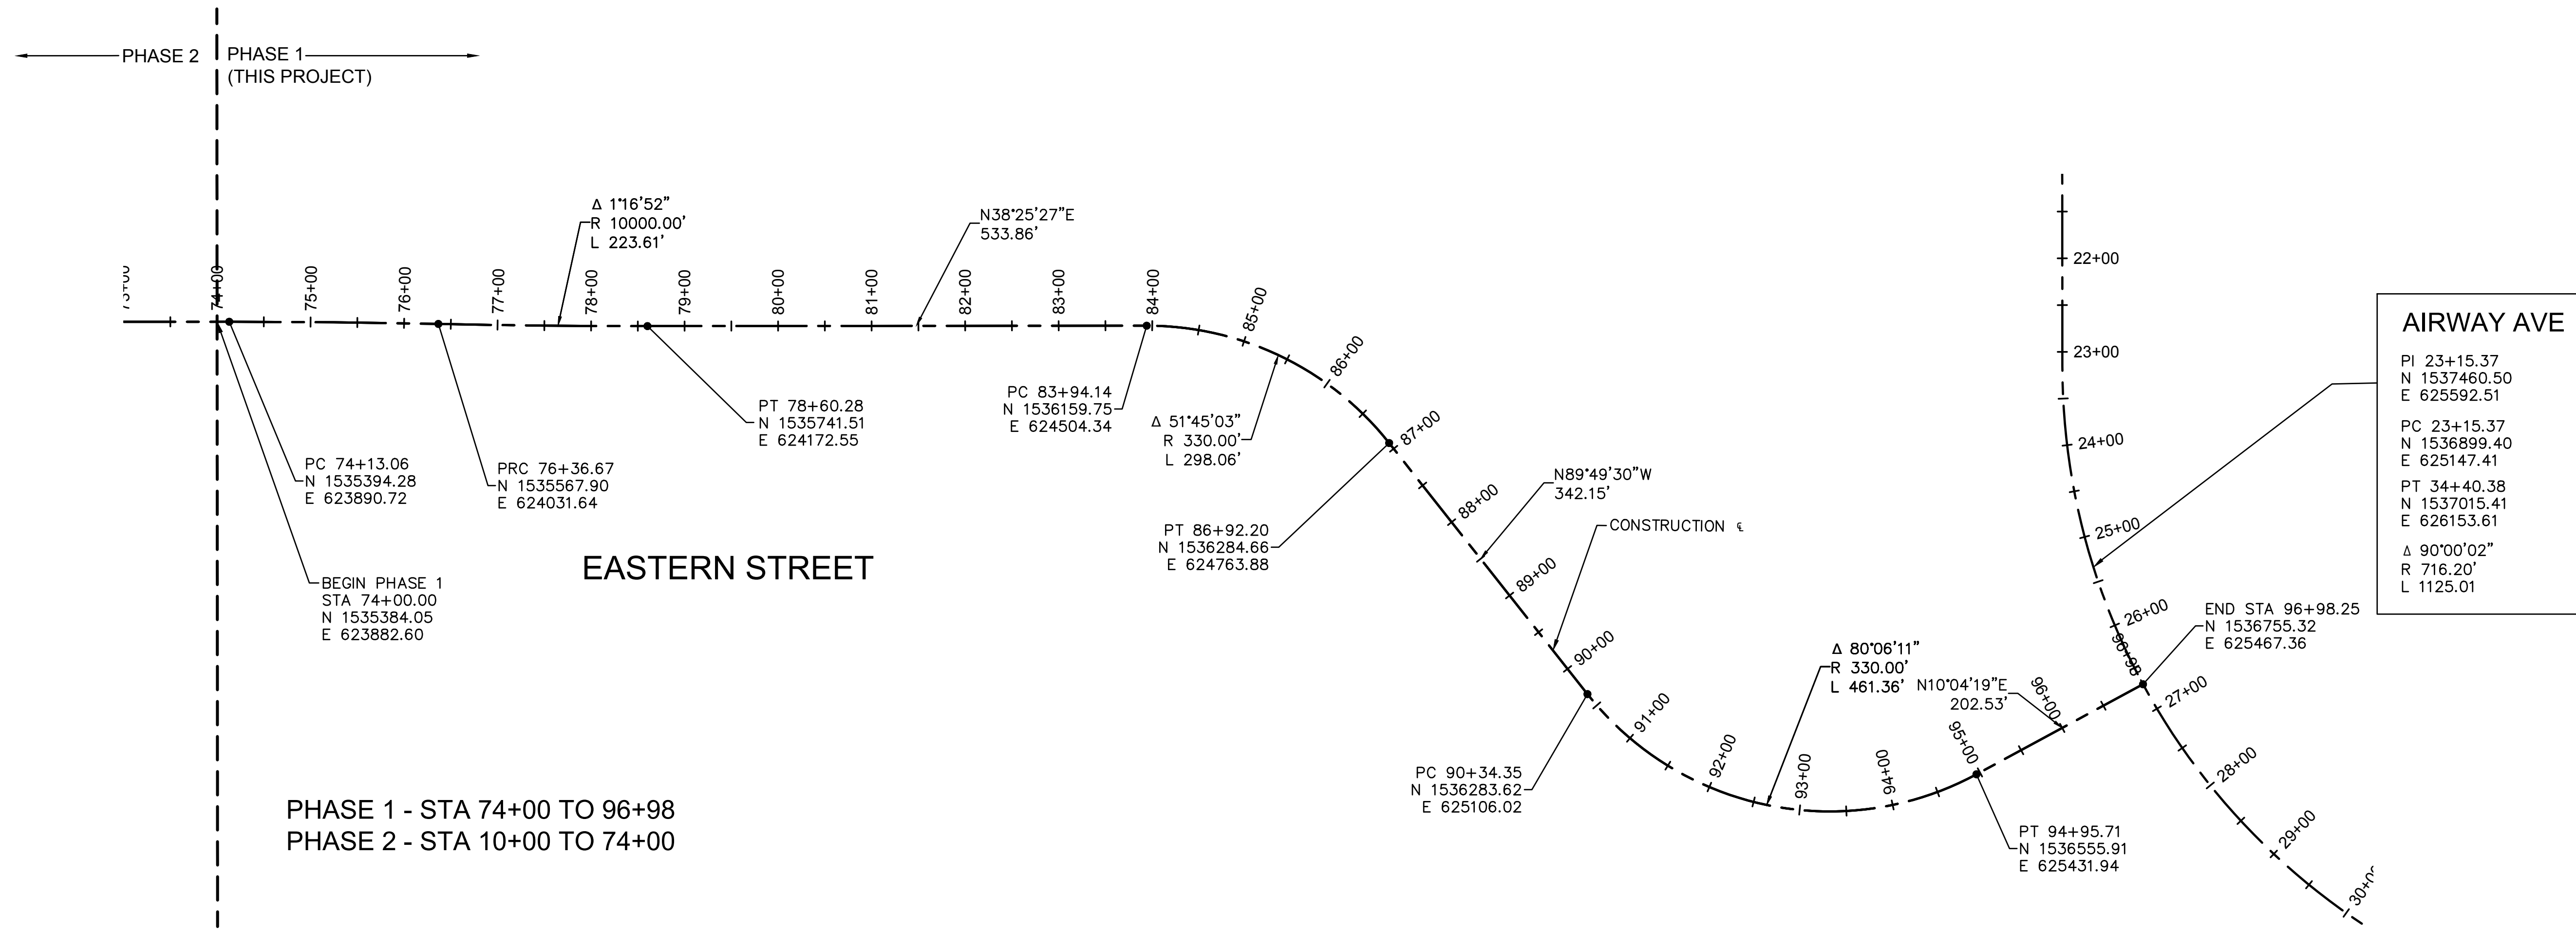 PHASE 2
PHASE 1
(THIS PROJECT)
73+00
74+00
75+00
76+00
77+00
78+00
79+00
80+00
81+00
82+00
83+00
84+00
85+00
86+00
87+00
88+00
89+00
90+00
91+00
92+00
93+00
94+00
95+00
96+00
96+98
Δ 1°16'52"
R 10000.00'
L 223.61'
N38°25'27"E
533.86'
PC 74+13.06
N 1535394.28
E 623890.72
PRC 76+36.67
N 1535567.90
E 624031.64
PT 78+60.28
N 1535741.51
E 624172.55
PC 83+94.14
N 1536159.75
E 624504.34
Δ 51°45'03"
R 330.00'
L 298.06'
PT 86+92.20
N 1536284.66
E 624763.88
N89°49'30"W
342.15'
CONSTRUCTION ℄
BEGIN PHASE 1
STA 74+00.00
N 1535384.05
E 623882.60
EASTERN STREET
PC 90+34.35
N 1536283.62
E 625106.02
Δ 80°06'11"
R 330.00'
L 461.36'
N10°04'19"E
202.53'
PT 94+95.71
N 1536555.91
E 625431.94
END STA 96+98.25
N 1536755.32
E 625467.36
22+00
23+00
24+00
25+00
26+00
27+00
28+00
29+00
30+00
AIRWAY AVE
PI 23+15.37
N 1537460.50
E 625592.51
PC 23+15.37
N 1536899.40
E 625147.41
PT 34+40.38
N 1537015.41
E 626153.61
Δ 90°00'02"
R 716.20'
L 1125.01
PHASE 1 - STA 74+00 TO 96+98
PHASE 2 - STA 10+00 TO 74+00